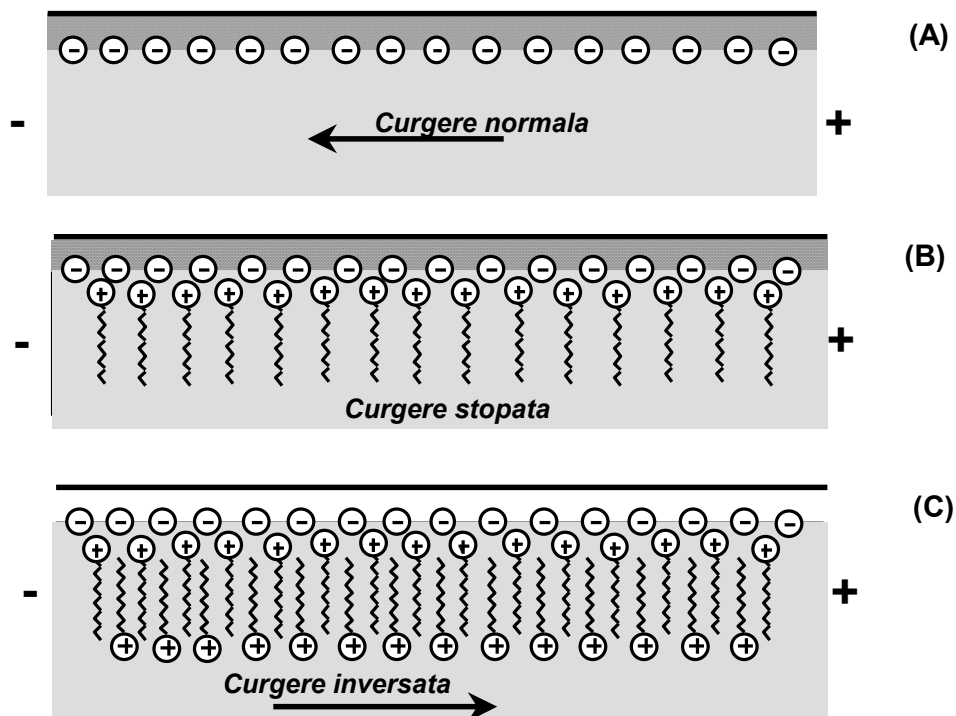 (A)
- Curgere normala +
(B)
- +
Curgere stopata
(C)
- +
Curgere inversata